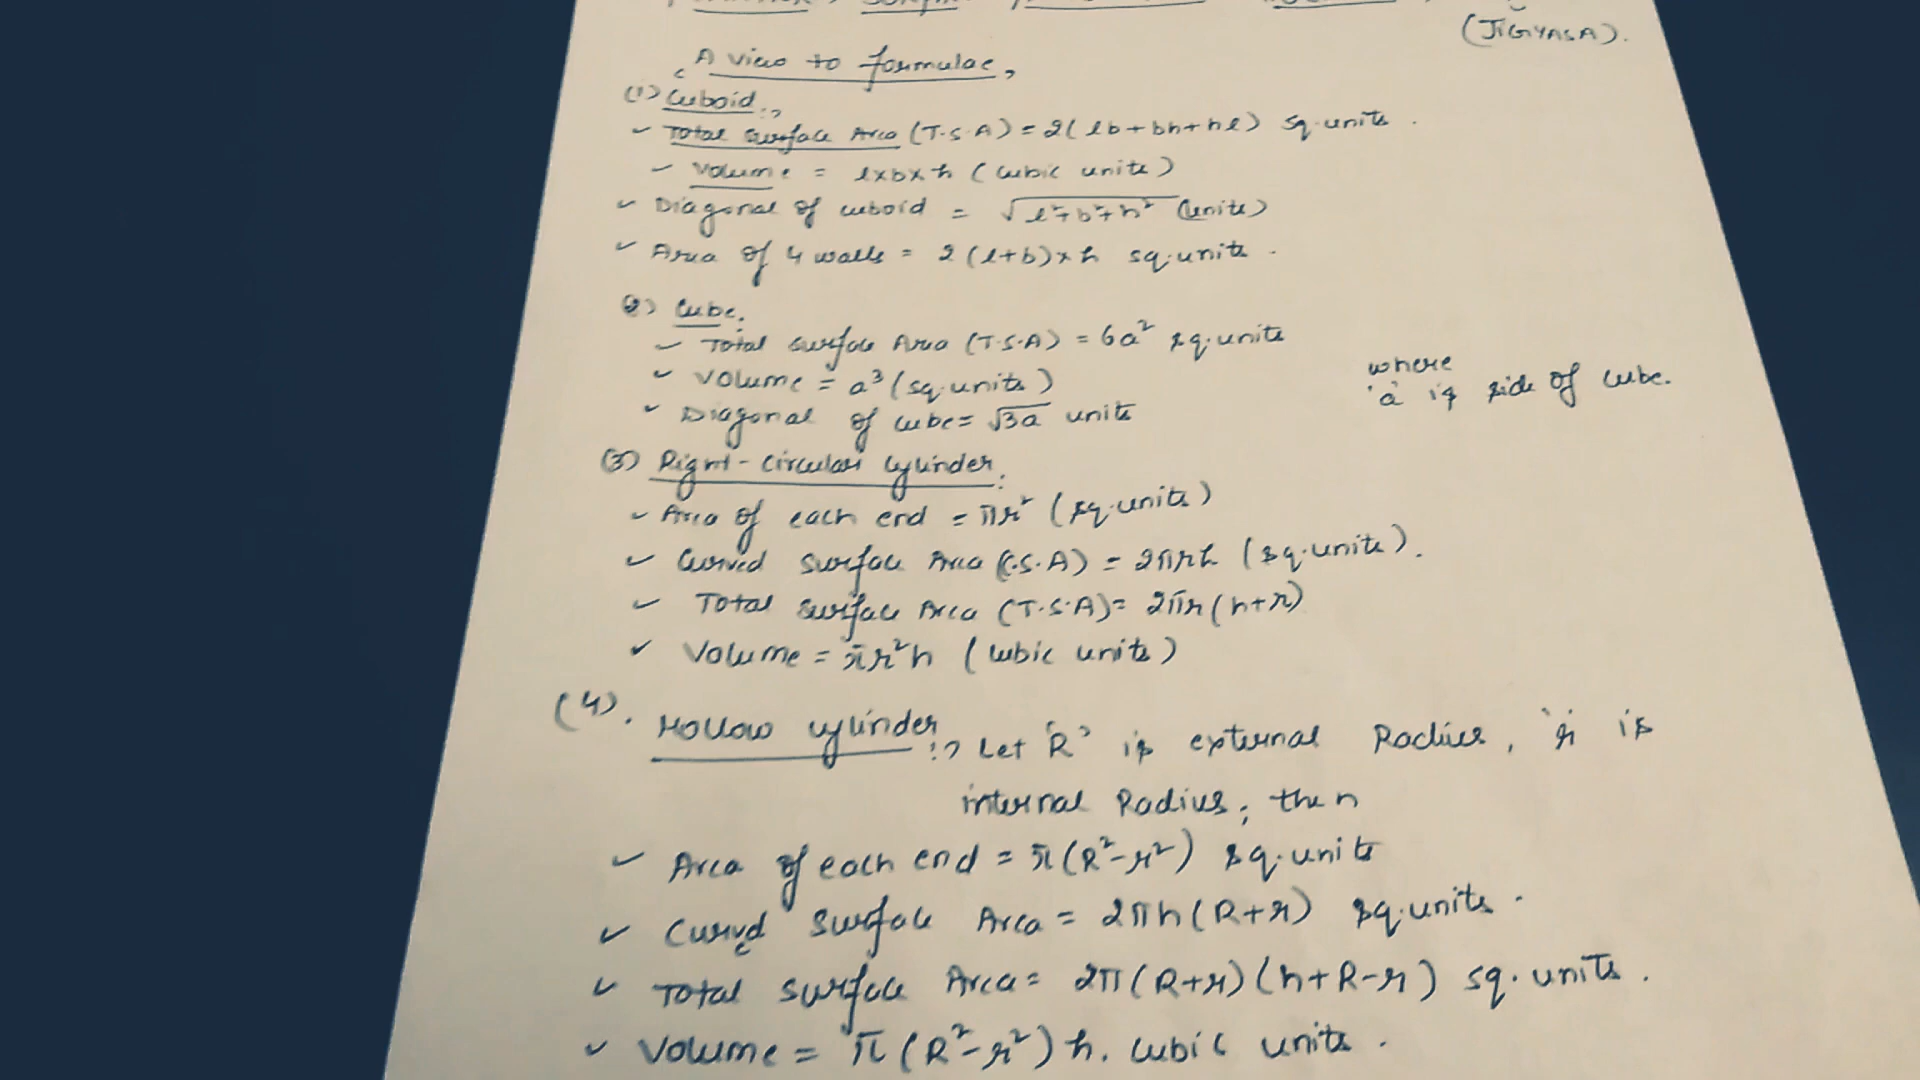 (JIGYASA).
A view to formulae,
(1) Cuboid:,
Total Surface Area (T.S.A) = 2(lb+bh+hl) sq.units.
Volume = l×b×h (cubic units)
Diagonal of cuboid = √l²+b²+h² (units)
Area of 4 walls = 2(l+b)×h sq.units.
(2) Cube.
Total Surface Area (T.S.A) = 6a² sq.units
Volume = a³ (sq.units)
where
'a' is side of cube.
Diagonal of cube = √3a units
(3) Right-circular cylinder:
Area of each end = πr² (sq.units)
Curved Surface Area (C.S.A) = 2πrh (sq.units).
Total Surface Area (T.S.A) = 2πr(h+r)
Volume = πr²h (cubic units)
(4). Hollow cylinder:, Let 'R' is external Radius, 'r' is
internal Radius; then
Area of each end = π(R²-r²) sq.units
Curved Surface Area = 2πh(R+r) sq.units.
Total Surface Area = 2π(R+r)(h+R-r) sq.units.
Volume = π(R²-r²)h. cubic units.